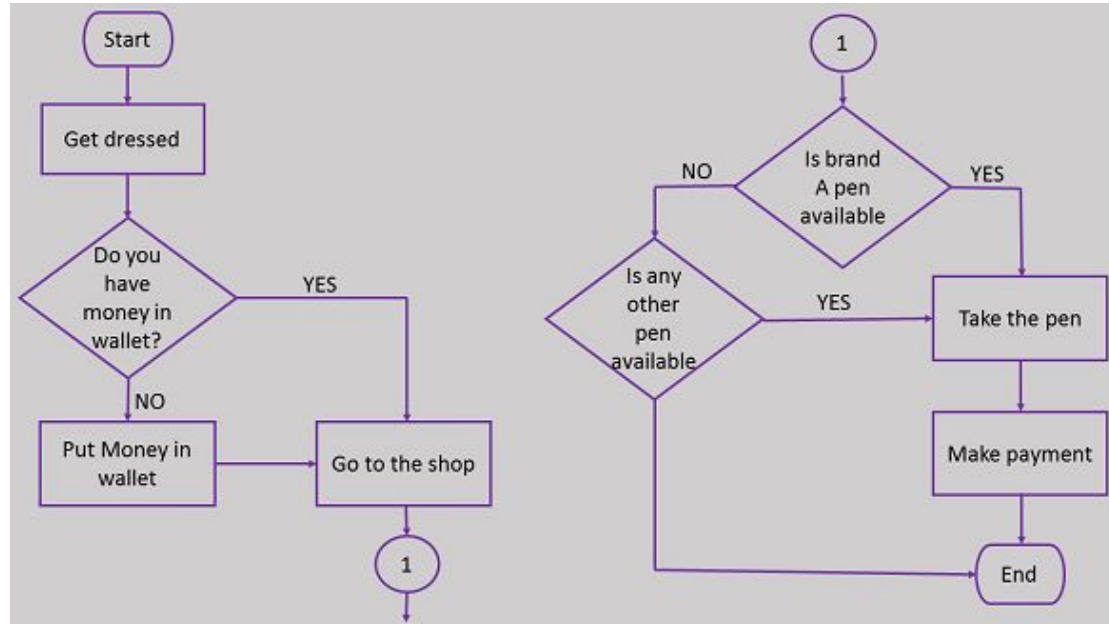 Start
Get dressed
Do you
have
money in
wallet?
YES
NO
Put Money in
wallet
Go to the shop
1
1
Is brand
A pen
available
NO
YES
Is any
other
pen
available
YES
Take the pen
Make payment
End